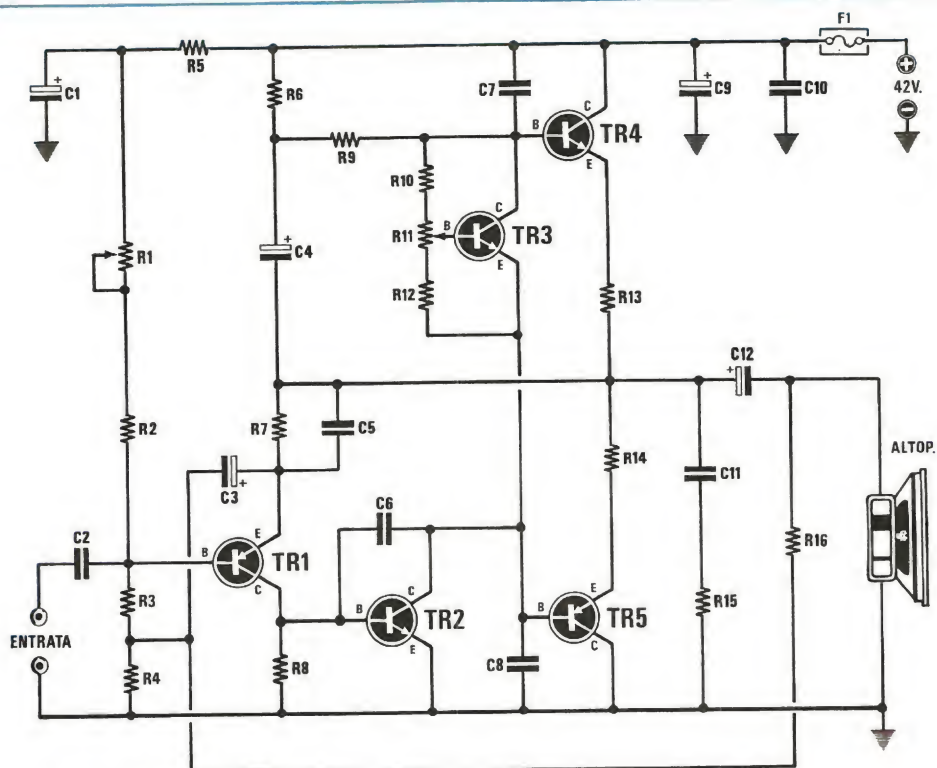 F1
C1
R5
R6
C7
C9
C10
42V.
R9
B
C
E
TR4
R10
R11
B
C
E
TR3
R12
C4
R1
R13
C12
R2
R7
C5
C3
R14
C11
ALTOP.
C2
B
E
C
TR1
C6
R16
R3
C
B
E
TR2
B
E
C
TR5
R15
ENTRATA
R4
R8
C8